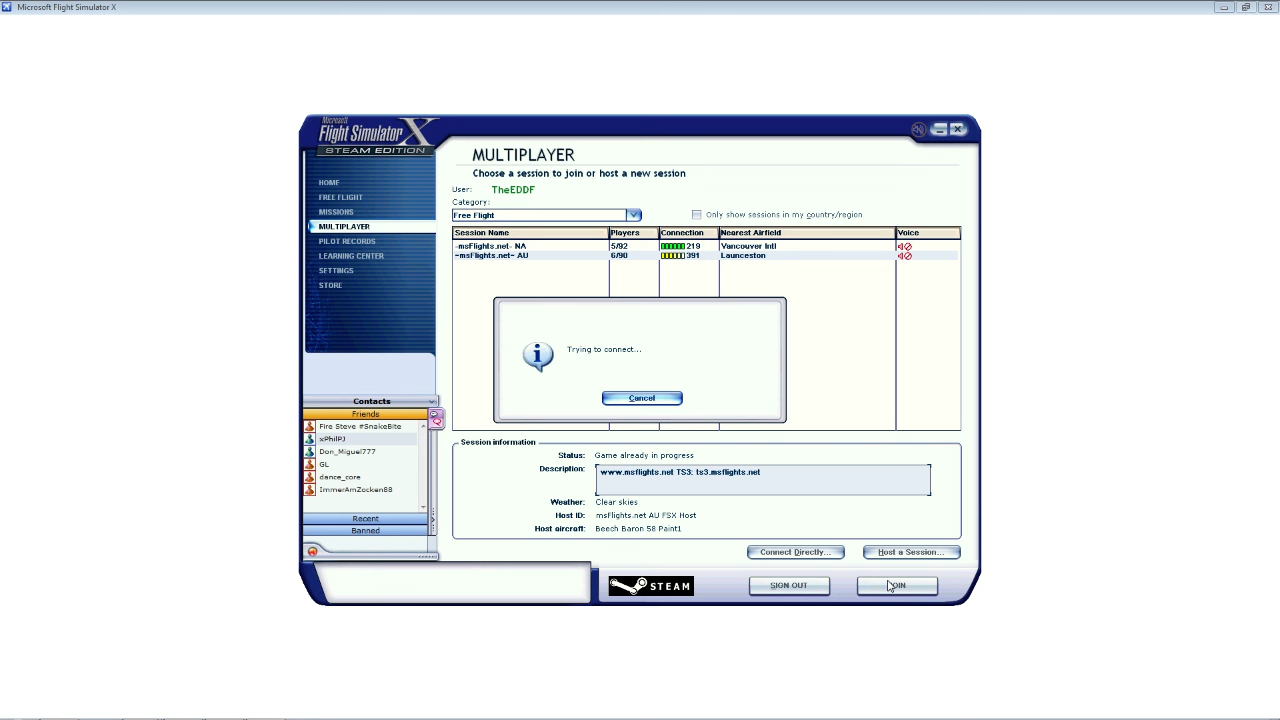 Microsoft Flight Simulator X
Microsoft
Flight Simulator X
STEAM EDITION
HOME
FREE FLIGHT
MISSIONS
MULTIPLAYER
PILOT RECORDS
LEARNING CENTER
SETTINGS
STORE
MULTIPLAYER
Choose a session to join or host a new session
User: TheEDDF
Category:
Free Flight
Only show sessions in my country/region
Session Name Players Connection Nearest Airfield Voice
-msFlights.net- NA 5/92 219 Vancouver Intl
-msFlights.net- AU 6/90 391 Launceston
Trying to connect...
Cancel
Contacts
Friends
Fire Steve #SnakeBite
xPhilPJ
Don_Miguel777
GL
dance_core
ImmerAmZocken88
Recent
Banned
Session information
Status: Game already in progress
Description: www.msflights.net TS3: ts3.msflights.net
Weather: Clear skies
Host ID: msFlights.net AU FSX Host
Host aircraft: Beech Baron 58 Paint1
Connect Directly... Host a Session...
STEAM SIGN OUT JOIN